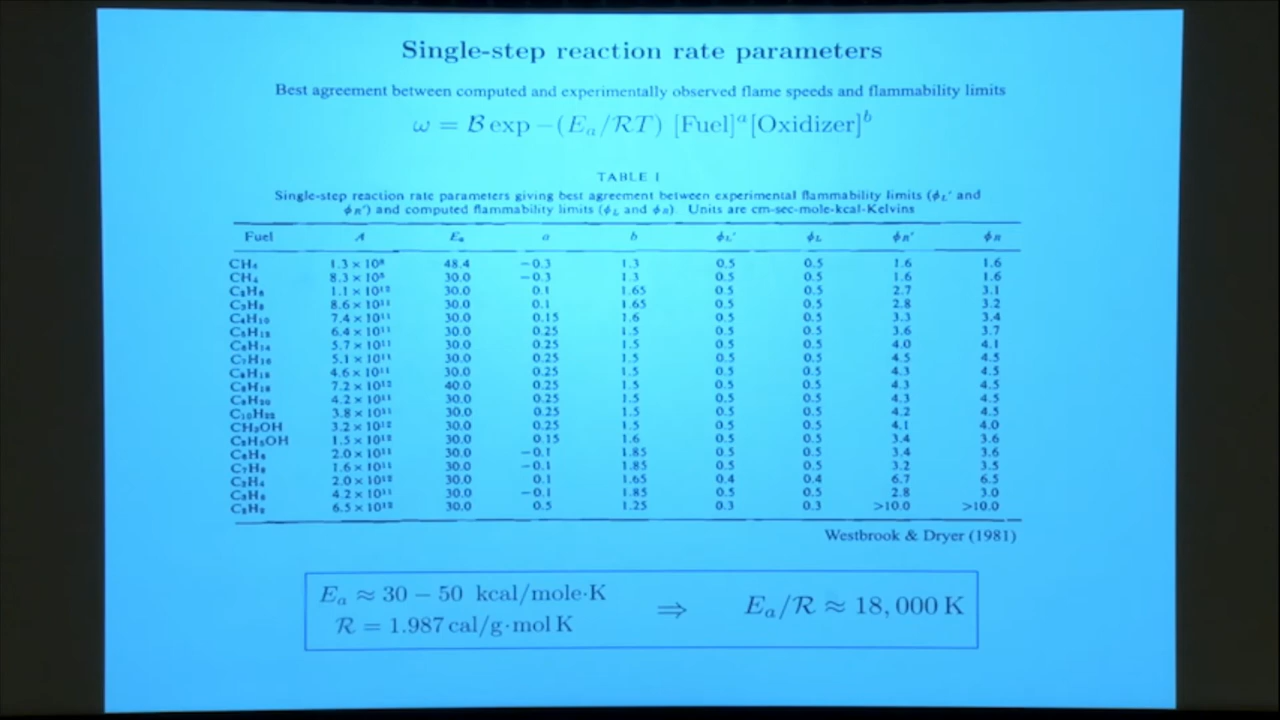 Single-step reaction rate parameters
Best agreement between computed and experimentally observed flame speeds and flammability limits
ω = B exp −(Eₐ/RT) [Fuel]ᵃ[Oxidizer]ᵇ
TABLE I
Single-step reaction rate parameters giving best agreement between experimental flammability limits (ϕL′ and
ϕR′) and computed flammability limits (ϕL and ϕR) Units are cm-sec-mole-kcal-Kelvins
Fuel A Eₐ a b ϕL′ ϕL ϕR′ ϕR
CH₄ 48.4 −0.3 1.3 0.5 0.5 1.6 1.6
CH₄ 30.0 −0.3 1.3 0.5 0.5 1.6 1.6
1.1 × 10¹² 30.0 0.1 1.65 0.5 0.5 2.7 3.1
8.6 × 10¹¹ 30.0 0.1 1.65 0.5 0.5 2.8 3.2
C₄H₁₀ 7.4 × 10¹¹ 30.0 0.15 1.6 0.5 0.5 3.3 3.4
C₅H₁₂ 6.4 × 10¹¹ 30.0 0.25 1.5 0.5 0.5 3.6 3.7
C₆H₁₄ 5.7 × 10¹¹ 30.0 0.25 1.5 0.5 0.5 4.0 4.1
C₇H₁₆ 5.1 × 10¹¹ 30.0 0.25 1.5 0.5 0.5 4.5 4.5
C₈H₁₈ 4.6 × 10¹¹ 30.0 0.25 1.5 0.5 0.5 4.3 4.5
C₈H₁₈ 7.2 × 10¹² 40.0 0.25 1.5 0.5 0.5 4.3 4.5
C₉H₂₀ 4.2 × 10¹¹ 30.0 0.25 1.5 0.5 0.5 4.3 4.5
C₁₀H₂₂ 3.8 × 10¹¹ 30.0 0.25 1.5 0.5 0.5 4.2 4.5
CH₃OH 3.2 × 10¹² 30.0 0.25 1.5 0.5 0.5 4.1 4.0
C₂H₅OH 1.5 × 10¹² 30.0 0.15 1.6 0.5 0.5 3.4 3.6
C₆H₆ 2.0 × 10¹¹ 30.0 −0.1 1.85 0.5 0.5 3.4 3.6
C₇H₈ 1.6 × 10¹¹ 30.0 −0.1 1.85 0.5 0.5 3.2 3.5
C₂H₄ 2.0 × 10¹² 30.0 0.1 1.65 0.4 0.4 6.7 6.5
C₃H₆ 4.2 × 10¹¹ 30.0 −0.1 1.85 0.5 0.5 2.8 3.0
C₂H₂ 6.5 × 10¹² 30.0 0.5 1.25 0.3 0.3 >10.0 >10.0
Westbrook & Dryer (1981)
Eₐ ≈ 30 − 50 kcal/mole·K
R = 1.987 cal/g·mol K
⇒ Eₐ/R ≈ 18,000 K